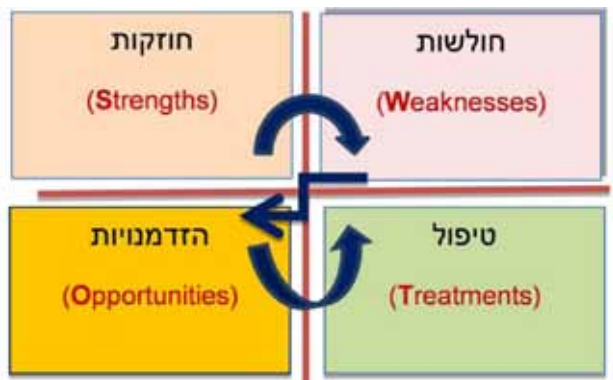 חוזקות
(Strengths)
חולשות
(Weaknesses)
הזדמנויות
(Opportunities)
טיפול
(Treatments)